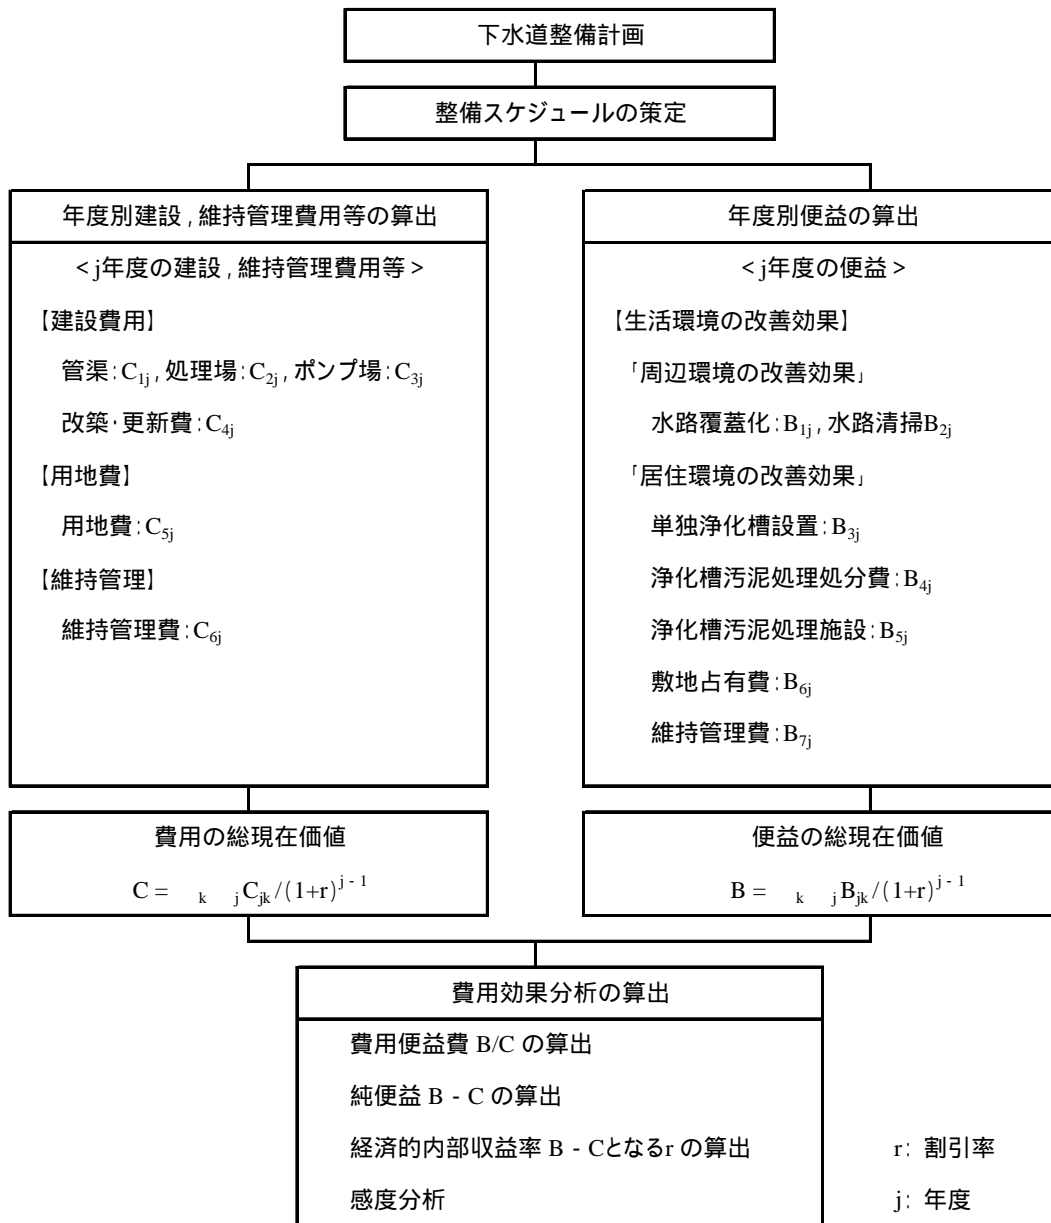 下水道整備計画
整備スケジュールの策定
年度別建設,維持管理費用等の算出
<j年度の建設,維持管理費用等>
【建設費用】
管渠:C1j,処理場:C2j,ポンプ場:C3j
改築・更新費:C4j
【用地費】
用地費:C5j
【維持管理】
維持管理費:C6j
年度別便益の算出
<j年度の便益>
【生活環境の改善効果】
「周辺環境の改善効果」
水路覆蓋化:B1j,水路清掃B2j
「居住環境の改善効果」
単独浄化槽設置:B3j
浄化槽汚泥処理処分費:B4j
浄化槽汚泥処理施設:B5j
敷地占有費:B6j
維持管理費:B7j
費用の総現在価値
C = k j Cjk/(1+r)^j-1
便益の総現在価値
B = k j Bjk/(1+r)^j-1
費用効果分析の算出
費用便益費 B/C の算出
純便益 B - C の算出
経済的内部収益率 B - Cとなるr の算出
感度分析
r: 割引率
j: 年度